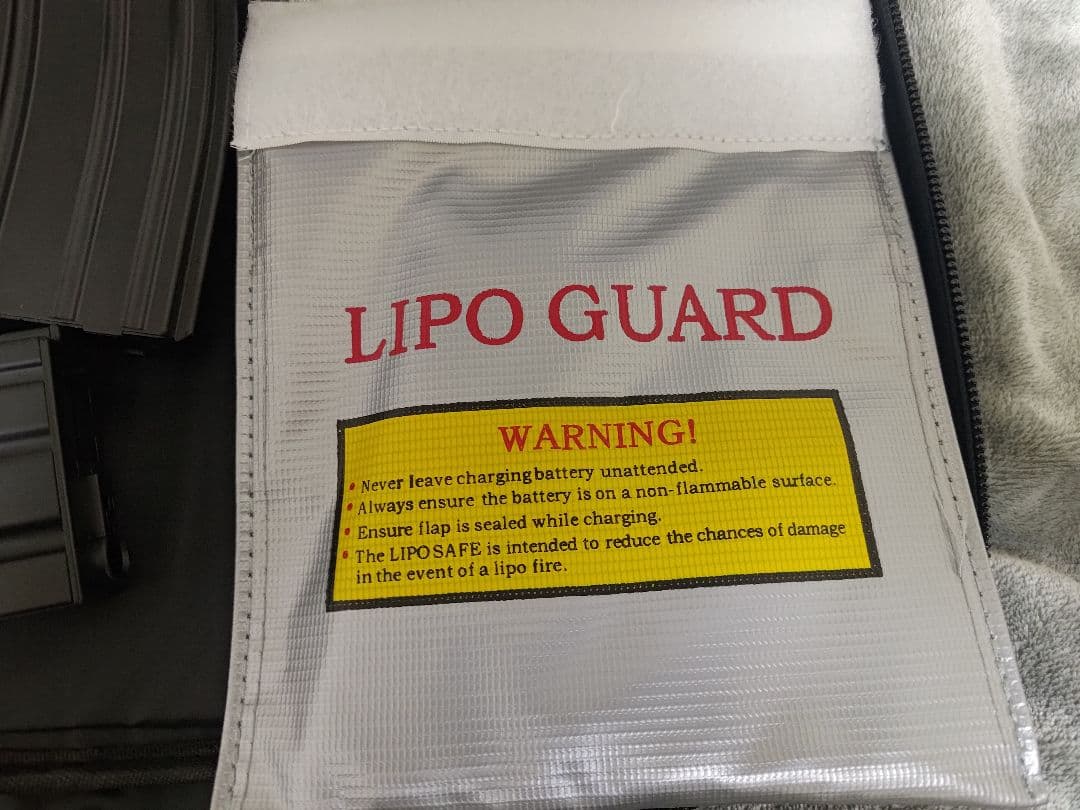 LIPO GUARD
WARNING!
• Never leave charging battery unattended.
• Always ensure the battery is on a non-flammable surface.
• Ensure flap is sealed while charging.
• The LIPOSAFE is intended to reduce the chances of damage
in the event of a lipo fire.